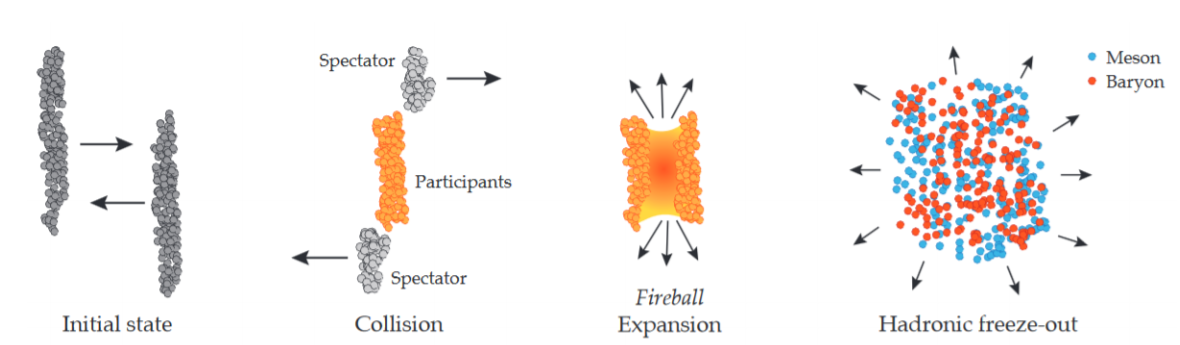 Spectator
Participants
Spectator
Meson
Baryon
Initial state
Collision
Fireball
Expansion
Hadronic freeze-out